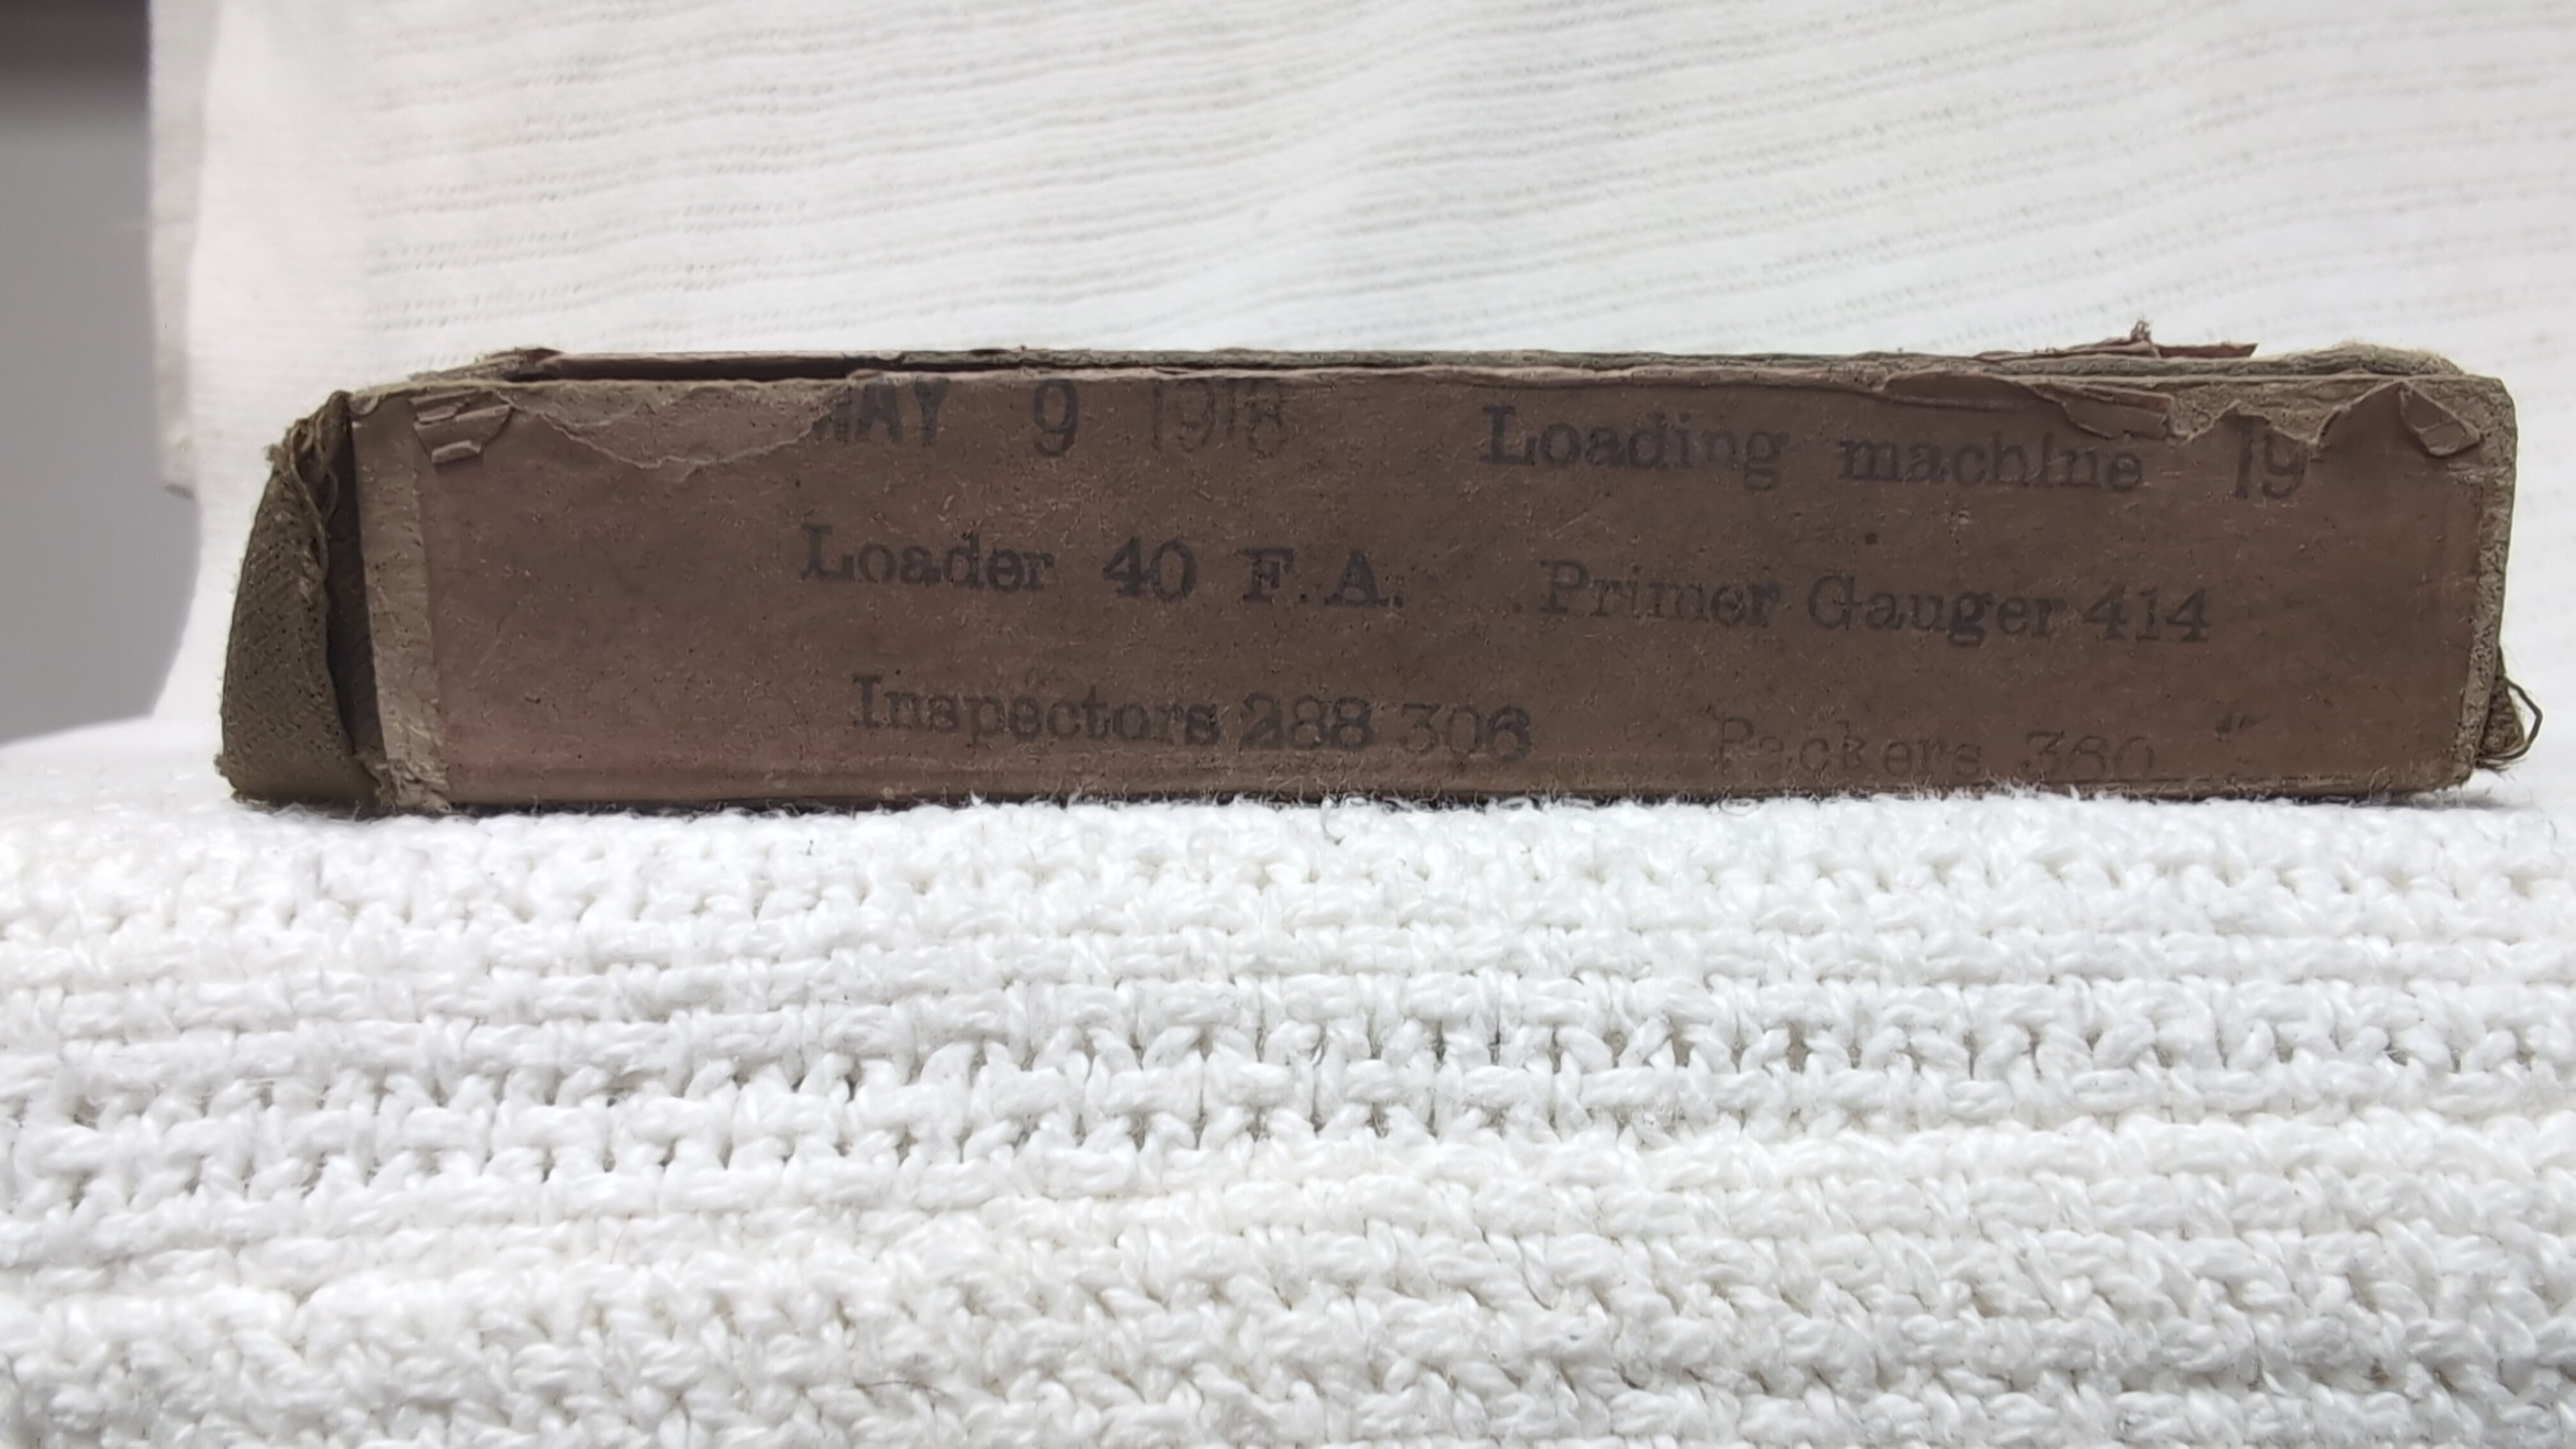 MAY 9 1918 Loading machine 19
Loader 40 F.A. Primer Gauger 414
Inspectors 288 306 Packers 360